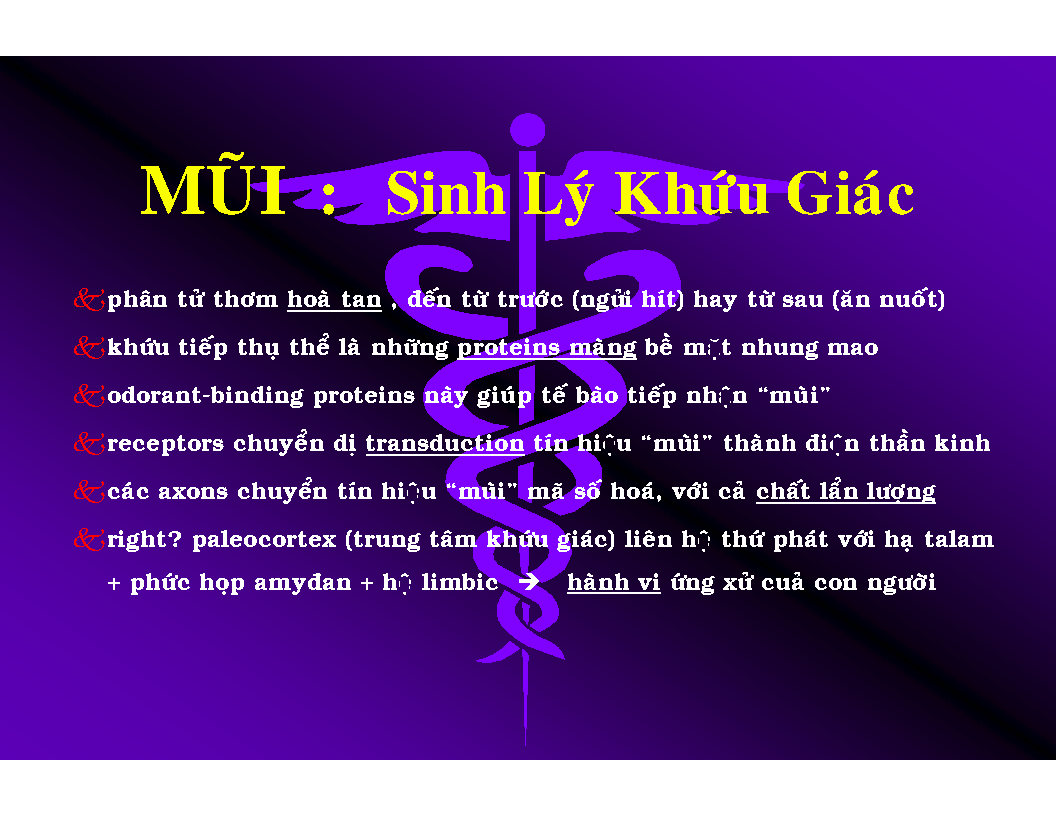 MŨI : Sinh Lý Khứu Giác
phân tử thơm hoà tan , đến từ trước (ngửi hít) hay từ sau (ăn nuốt)
khứu tiếp thụ thể là những proteins màng bề mặt nhung mao
odorant-binding proteins này giúp tế bào tiếp nhận “mùi”
receptors chuyển dị transduction tín hiệu “mùi” thành điện thần kinh
các axons chuyển tín hiệu “mùi” mã số hoá, với cả chất lẩn lượng
right? paleocortex (trung tâm khứu giác) liên hệ thứ phát với hạ talam
+ phức họp amyđan + hệ limbic ➔ hành vi ứng xử cuả con người